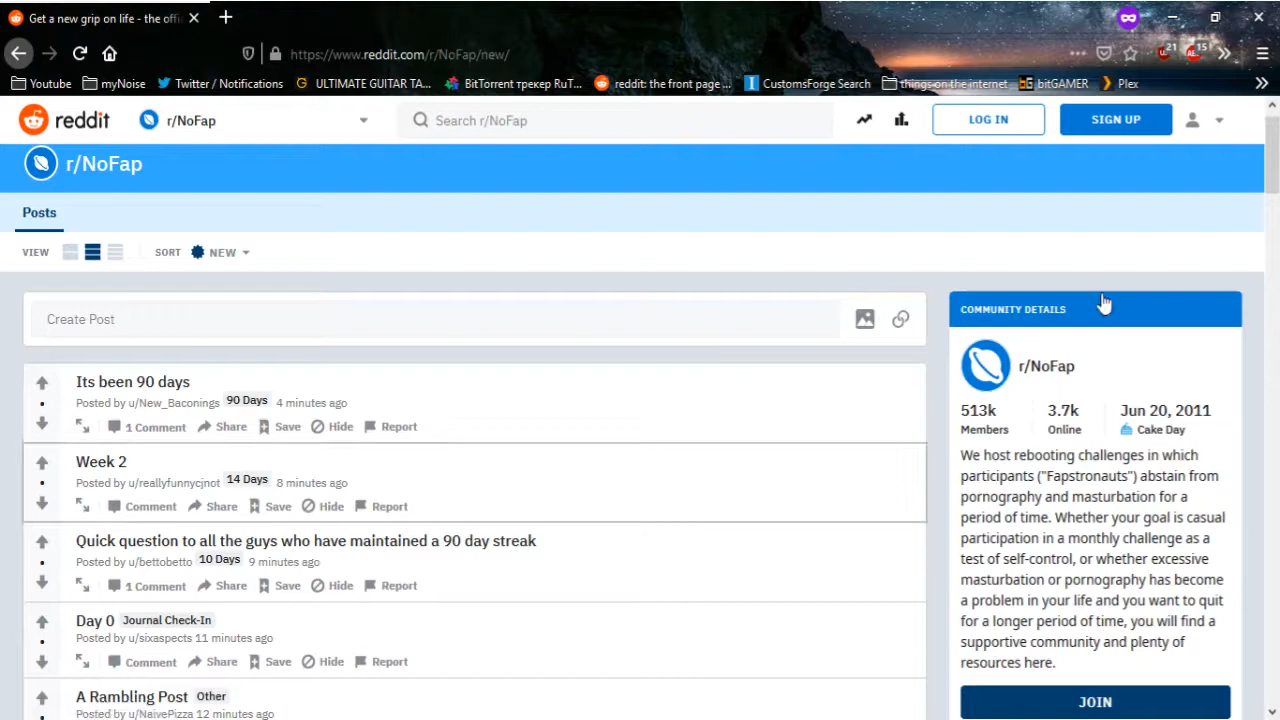 Get a new grip on life - the offi
https://www.reddit.com/r/NoFap/new/
21 15
Youtube myNoise Twitter / Notifications ULTIMATE GUITAR TA... BitTorrent трекер RuT... reddit: the front page ... CustomsForge Search things on the internet bitGAMER Plex
reddit r/NoFap Search r/NoFap LOG IN SIGN UP
r/NoFap
Posts
VIEW SORT NEW
Create Post
Its been 90 days
Posted by u/New_Baconings 90 Days 4 minutes ago
1 Comment Share Save Hide Report
Week 2
Posted by u/reallyfunnycjnot 14 Days 8 minutes ago
Comment Share Save Hide Report
Quick question to all the guys who have maintained a 90 day streak
Posted by u/bettobetto 10 Days 9 minutes ago
1 Comment Share Save Hide Report
Day 0 Journal Check-In
Posted by u/sixaspects 11 minutes ago
Comment Share Save Hide Report
A Rambling Post Other
Posted by u/NaivePizza 12 minutes ago
COMMUNITY DETAILS
r/NoFap
513k 3.7k Jun 20, 2011
Members Online Cake Day
We host rebooting challenges in which
participants ("Fapstronauts") abstain from
pornography and masturbation for a
period of time. Whether your goal is casual
participation in a monthly challenge as a
test of self-control, or whether excessive
masturbation or pornography has become
a problem in your life and you want to quit
for a longer period of time, you will find a
supportive community and plenty of
resources here.
JOIN